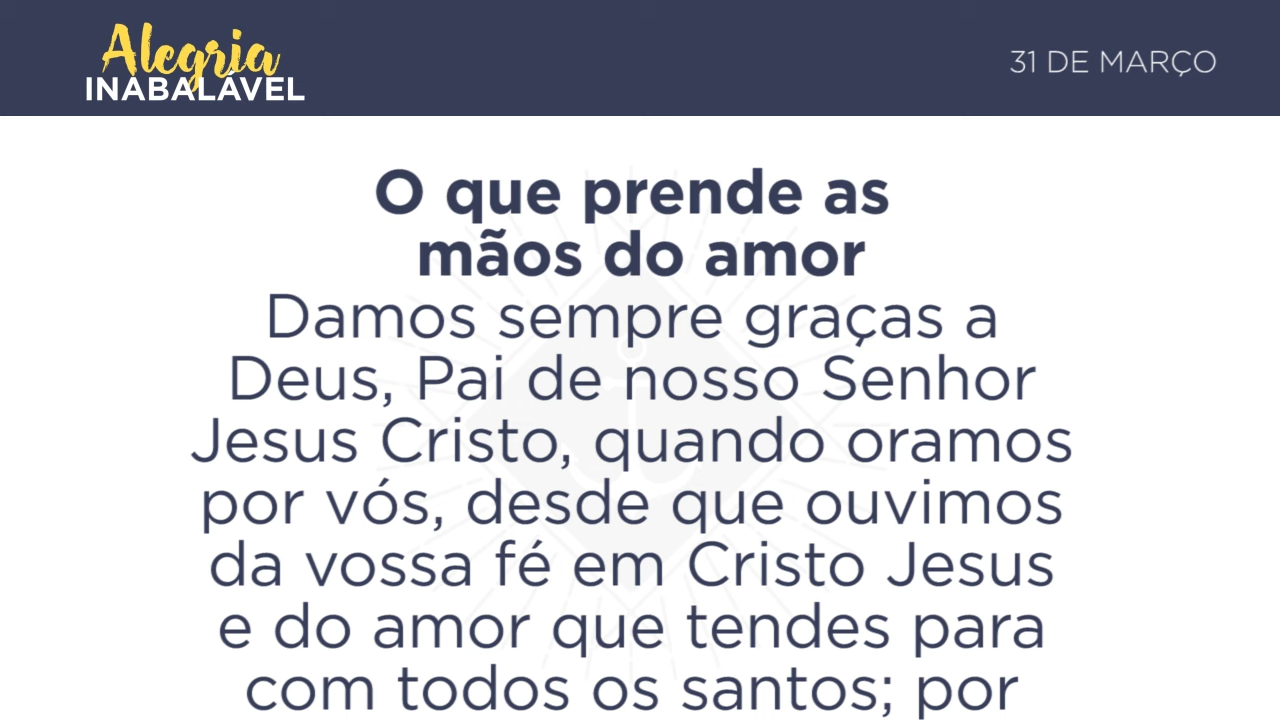 Alegria
INABALÁVEL
31 DE MARÇO
O que prende as
mãos do amor
Damos sempre graças a
Deus, Pai de nosso Senhor
Jesus Cristo, quando oramos
por vós, desde que ouvimos
da vossa fé em Cristo Jesus
e do amor que tendes para
com todos os santos; por